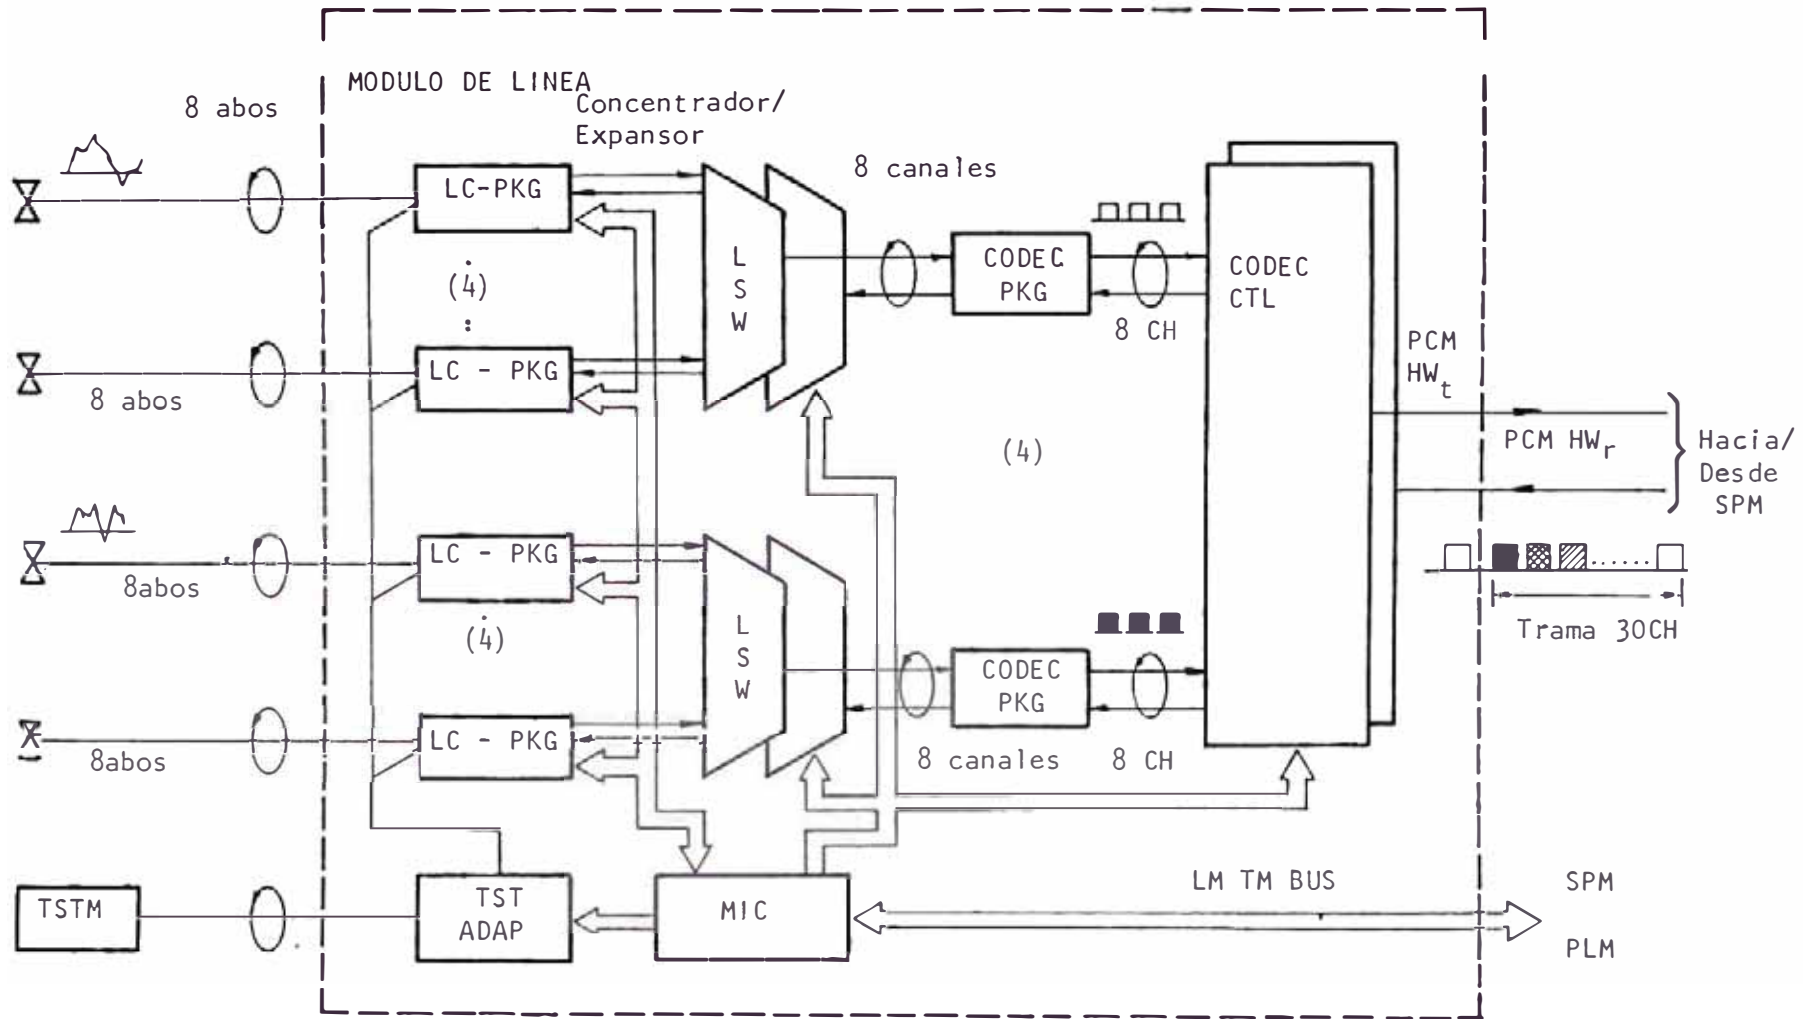 MODULO DE LINEA
8 abos
Concentrador/
Expansor
8 canales
LC-PKG
(4)
LC - PKG
8 abos
L
S
W
CODEC
PKG
8 CH
CODEC
CTL
PCM
HWt
PCM HWr
Hacia/
Desde
SPM
(4)
Trama 30CH
LC - PKG
8abos
(4)
LC - PKG
8abos
L
S
W
CODEC
PKG
8 canales
8 CH
TSTM
TST
ADAP
MIC
LM TM BUS
SPM
PLM